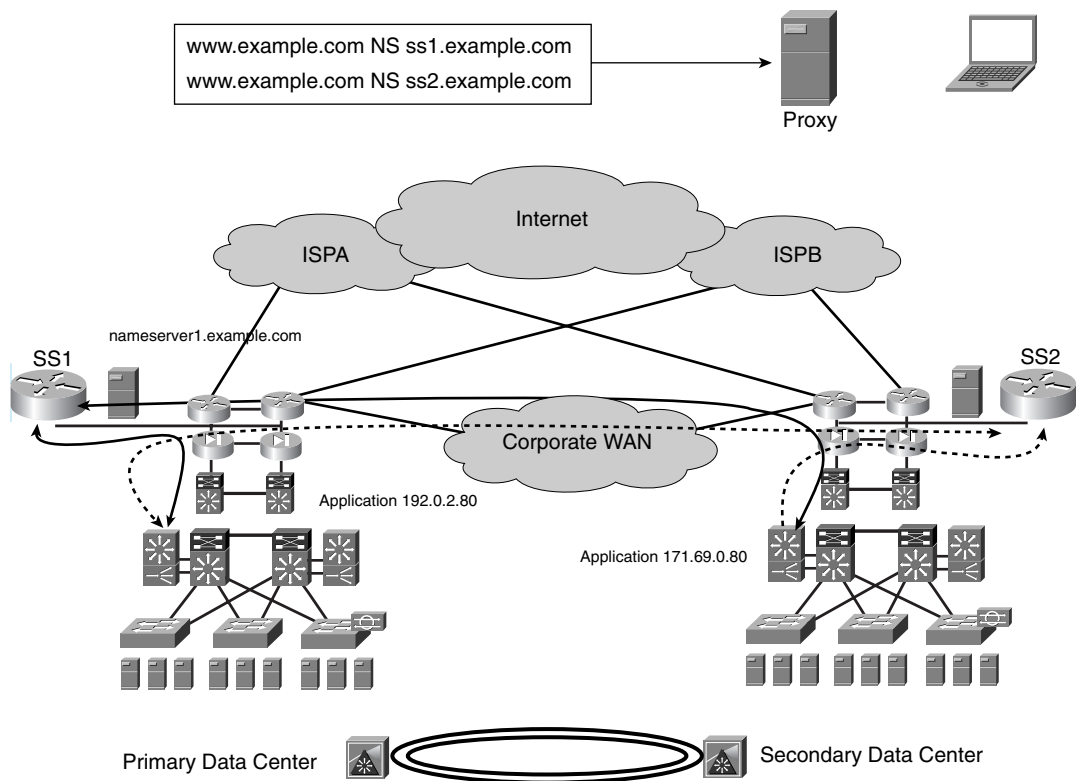 www.example.com NS ss1.example.com
www.example.com NS ss2.example.com
Proxy
Internet
ISPA
ISPB
nameserver1.example.com
SS1
SS2
Corporate WAN
Application 192.0.2.80
Application 171.69.0.80
Primary Data Center
Secondary Data Center